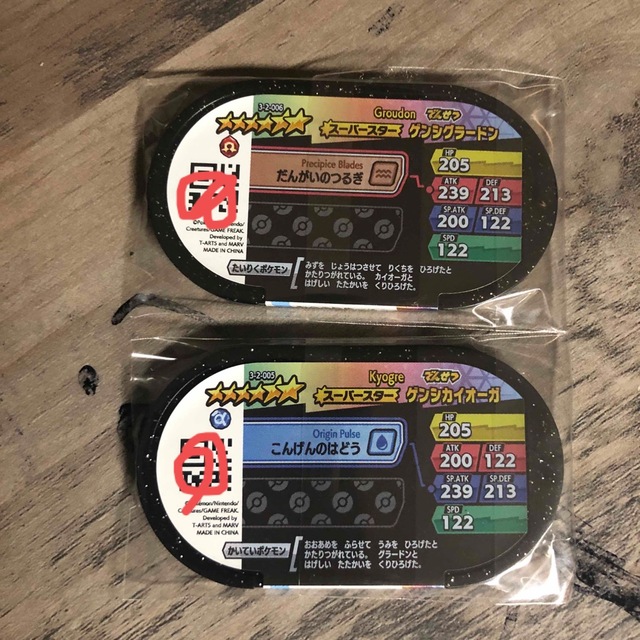 3-2-006
Groudon
スーパースター ゲンシグラードン
Precipice Blades
だんがいのつるぎ
HP
205
ATK DEF
239 213
SP.ATK SP.DEF
200 122
SPD
122
Creatures/GAME FREAK.
Developed by
T-ARTS and MARV
MADE IN CHINA
たいりくポケモン
みずを じょうはつさせて りくちを ひろげたと
かたりつがれている。 カイオーガと
はげしい たたかいを くりひろげた。
3-2-005
Kyogre
スーパースター ゲンシカイオーガ
Origin Pulse
こんげんのはどう
HP
205
ATK DEF
200 122
SP.ATK SP.DEF
239 213
SPD
122
Creatures/GAME FREAK.
Developed by
T-ARTS and MARV
MADE IN CHINA
かいていポケモン
おおあめを ふらせて うみを ひろげたと
かたりつがれている。 グラードンと
はげしい たたかいを くりひろげた。